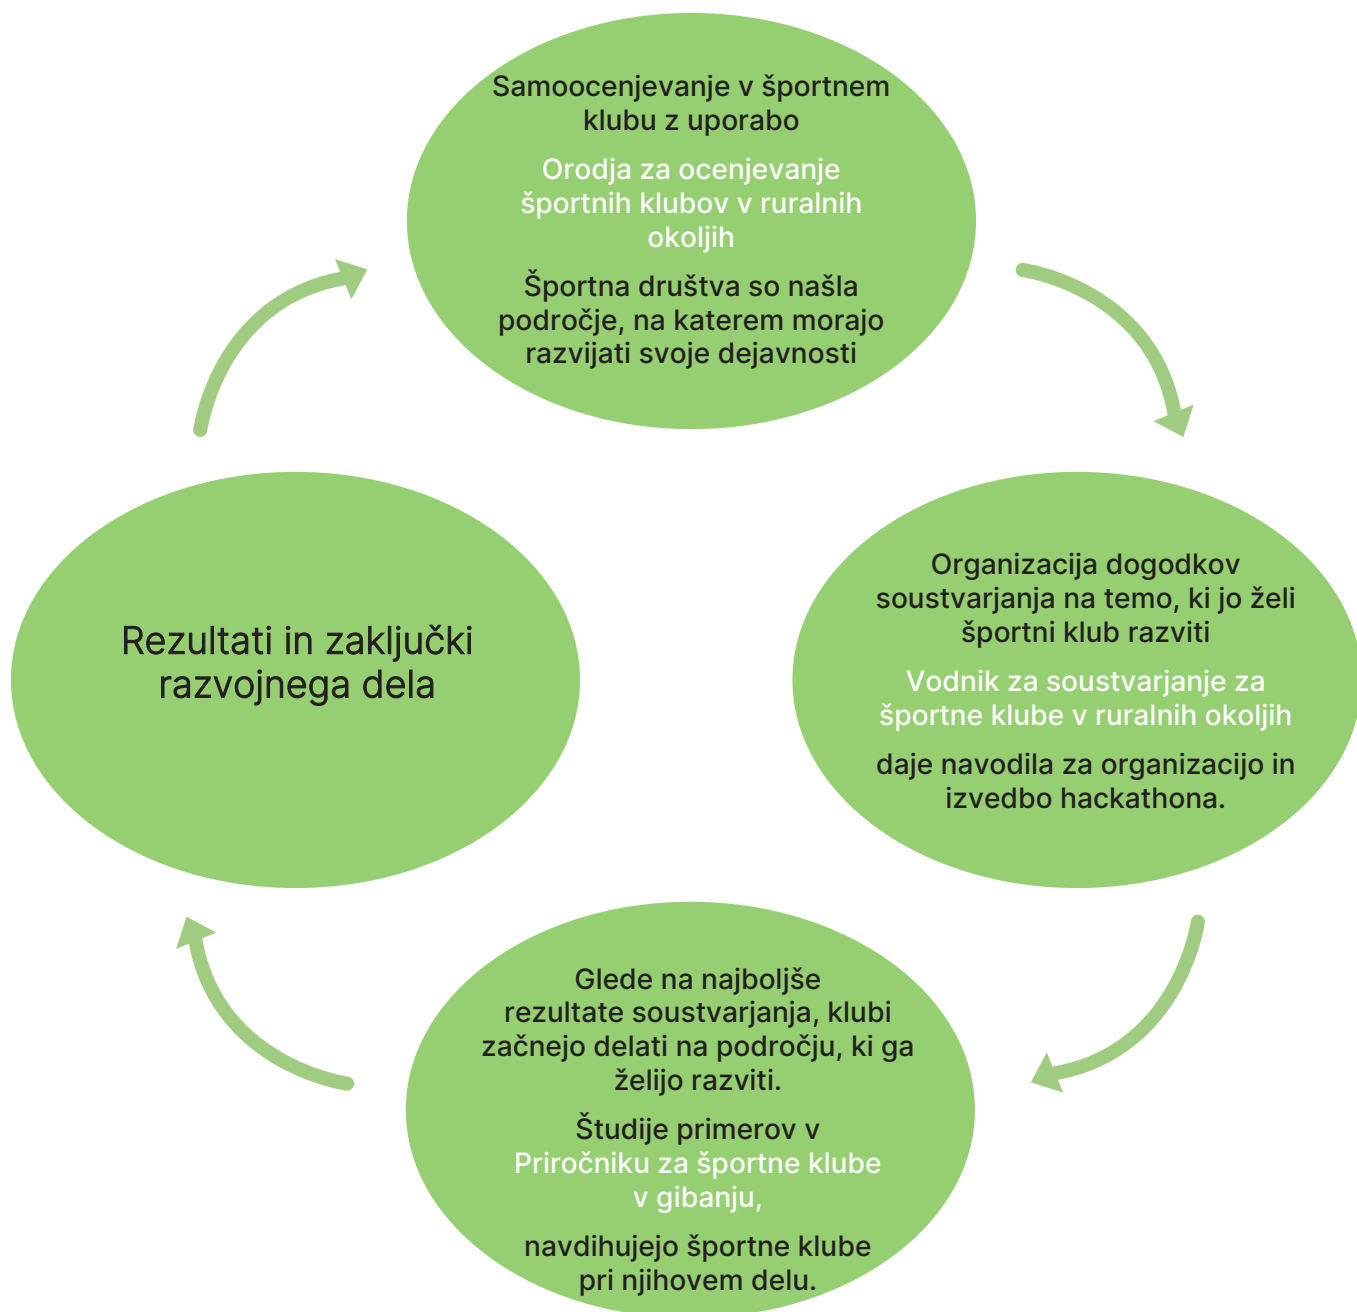 Samoocenjevanje v športnem
klubu z uporabo
Orodja za ocenjevanje
športnih klubov v ruralnih
okoljih
Športna društva so našla
področje, na katerem morajo
razvijati svoje dejavnosti
Organizacija dogodkov
soustvarjanja na temo, ki jo želi
športni klub razviti
Vodnik za soustvarjanje za
športne klube v ruralnih okoljih
daje navodila za organizacijo in
izvedbo hackathona.
Glede na najboljše
rezultate soustvarjanja, klubi
začnejo delati na področju, ki ga
želijo razviti.
Študije primerov v
Priročniku za športne klube
v gibanju,
navdihujejo športne klube
pri njihovem delu.
Rezultati in zaključki
razvojnega dela